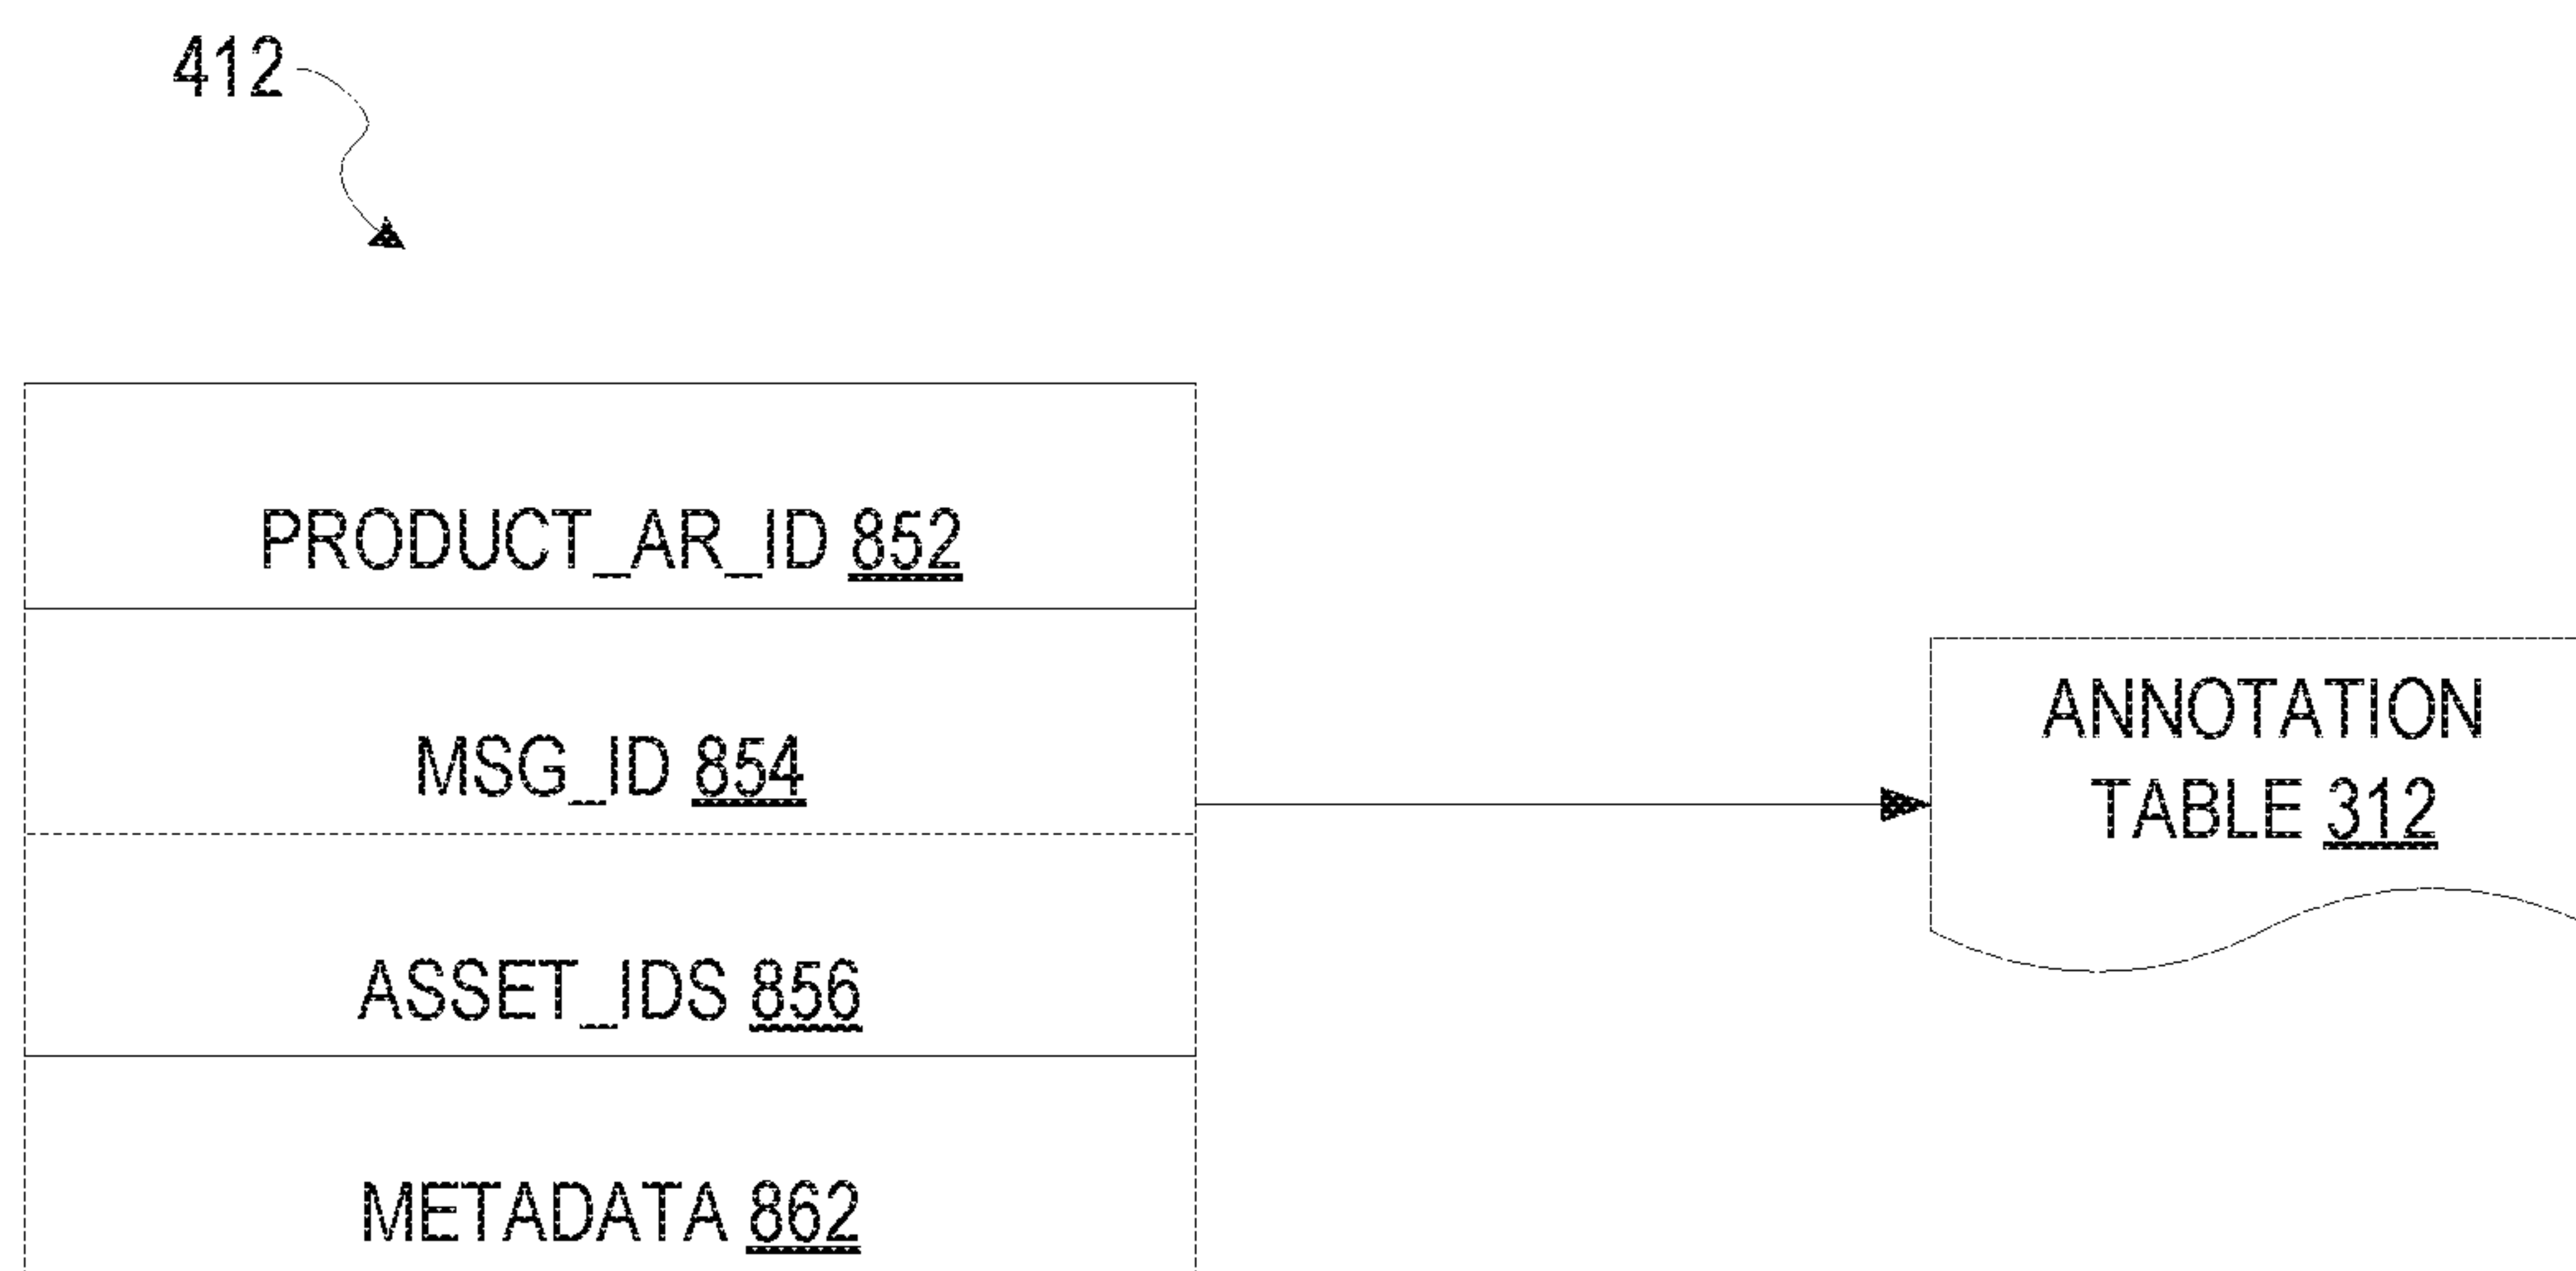 412
PRODUCT_AR_ID 852
MSG_ID 854
ASSET_IDS 856
METADATA 862
ANNOTATION
TABLE 312